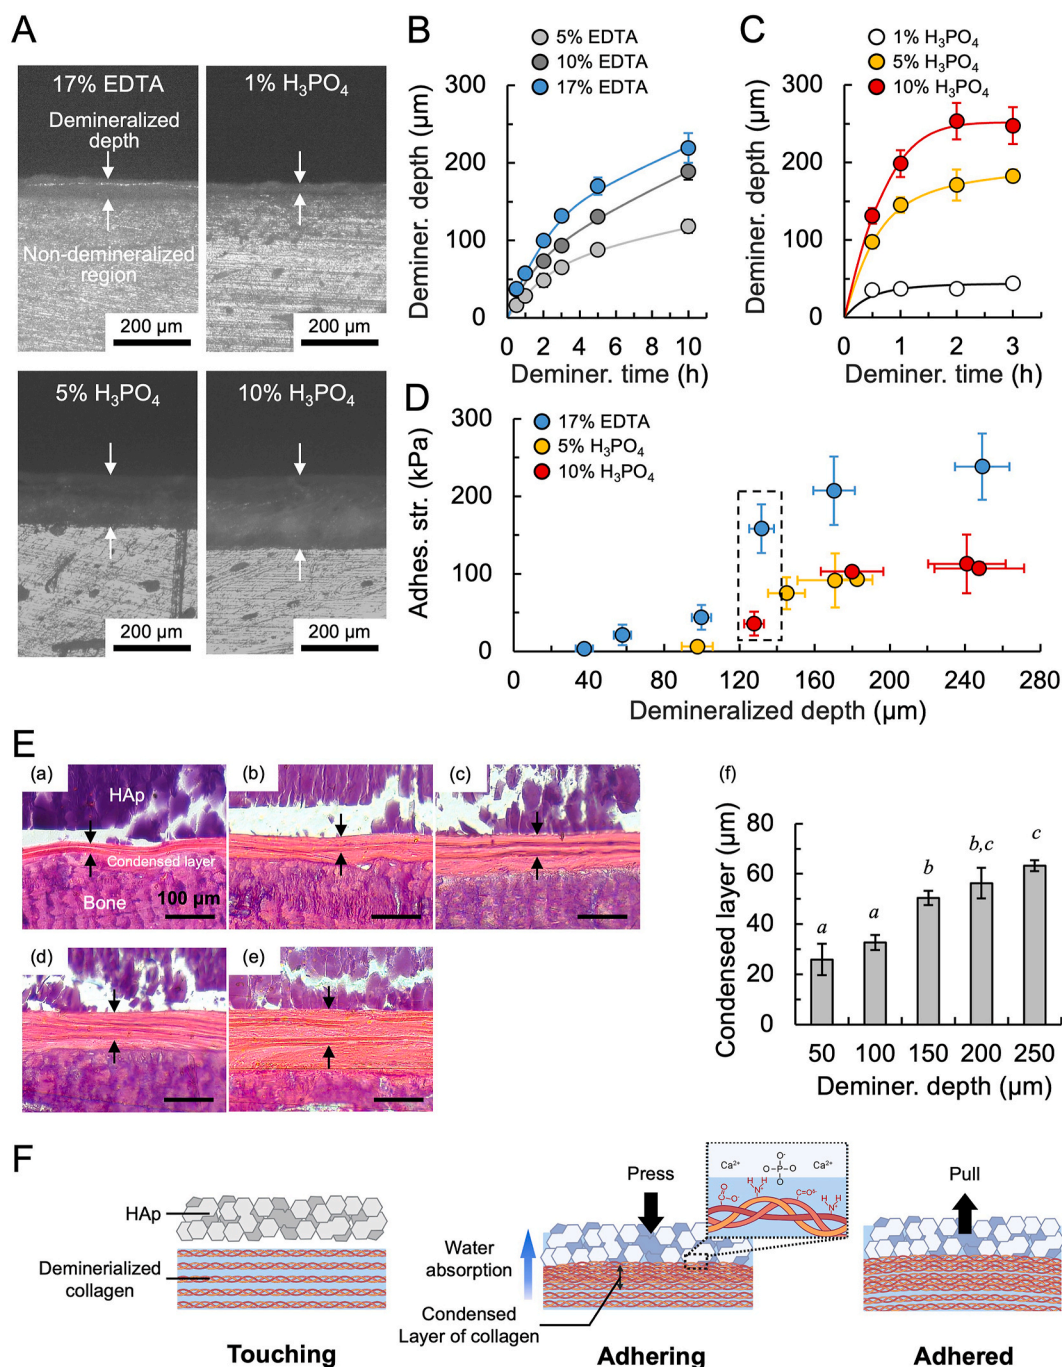 A
17% EDTA
Demineralized
depth
Non-demineralized
region
200 µm
1% H₃PO₄
200 µm
5% H₃PO₄
200 µm
10% H₃PO₄
200 µm
B
5% EDTA
10% EDTA
17% EDTA
Deminer. depth (µm)
300
200
100
0
0 2 4 6 8 10
Deminer. time (h)
C
1% H₃PO₄
5% H₃PO₄
10% H₃PO₄
Deminer. depth (µm)
300
200
100
0
0 1 2 3
Deminer. time (h)
D
17% EDTA
5% H₃PO₄
10% H₃PO₄
Adhes. str. (kPa)
300
200
100
0
0 40 80 120 160 200 240 280
Demineralized depth (µm)
E
(a)
HAp
Condensed layer
Bone
100 µm
(b)
(c)
(d)
(e)
(f)
Condensed layer (µm)
80
60
40
20
0
a
a
b
b,c
c
50 100 150 200 250
Deminer. depth (µm)
F
HAp
Deminerialized
collagen
Touching
Water
absorption
Press
Condensed
Layer of collagen
Ca²⁺
Ca²⁺
Adhering
Pull
Adhered